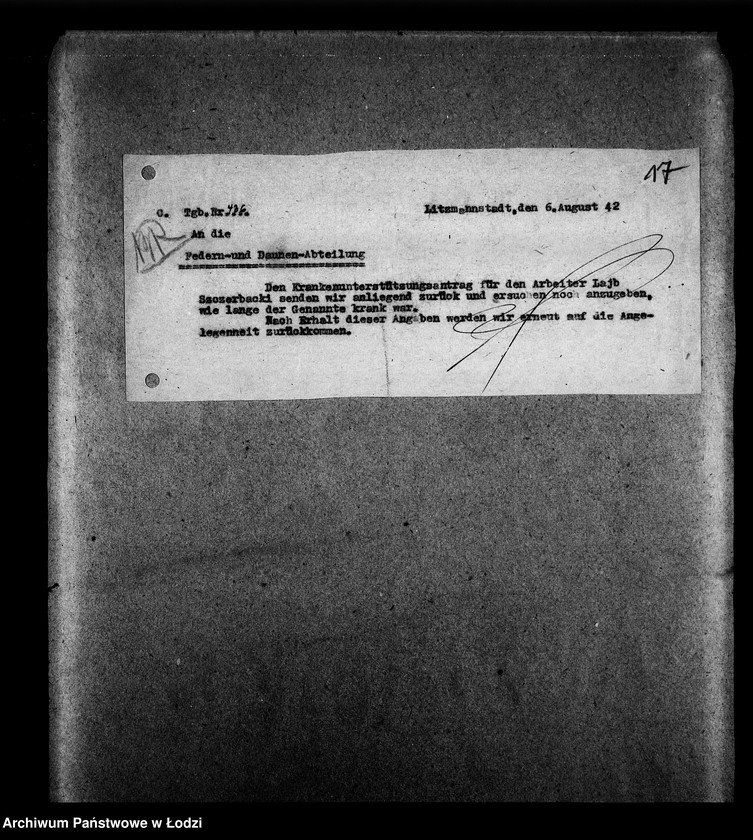 17
C. Tgb.Nr.
Litzmannstadt,den 6.August 42
An die
Federn-und Daunen-Abteilung
Den Krankenunterstützungsantrag für den Arbeiter Lajb
Szczerbacki senden wir anliegend zurück und ersuchen noch anzugeben,
wie lange der Genannte krank war.
Nach Erhalt dieser Angaben werden wir erneut auf die Ange-
legenheit zurückkommen.
Archiwum Państwowe w Łodzi